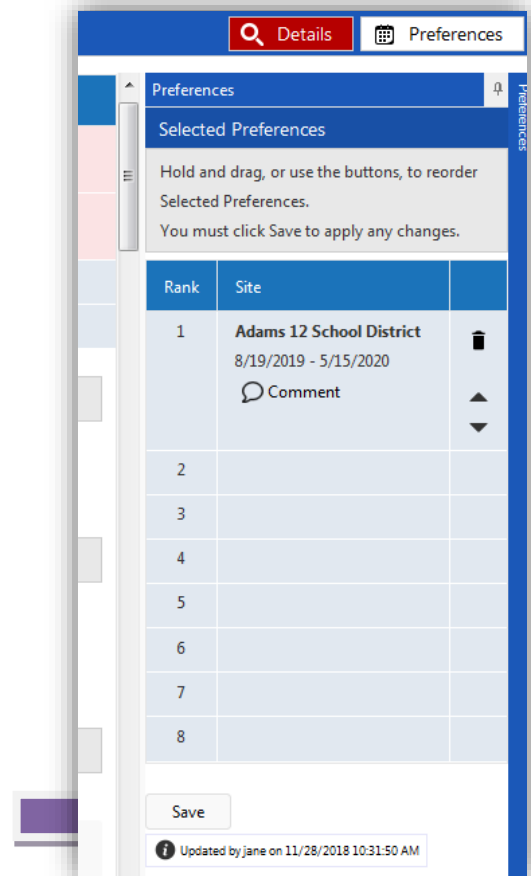 Details Preferences
Preferences
Preferences
Selected Preferences
Hold and drag, or use the buttons, to reorder
Selected Preferences.
You must click Save to apply any changes.
Rank Site
1 Adams 12 School District
8/19/2019 - 5/15/2020
Comment
2
3
4
5
6
7
8
Save
Updated by jane on 11/28/2018 10:31:50 AM